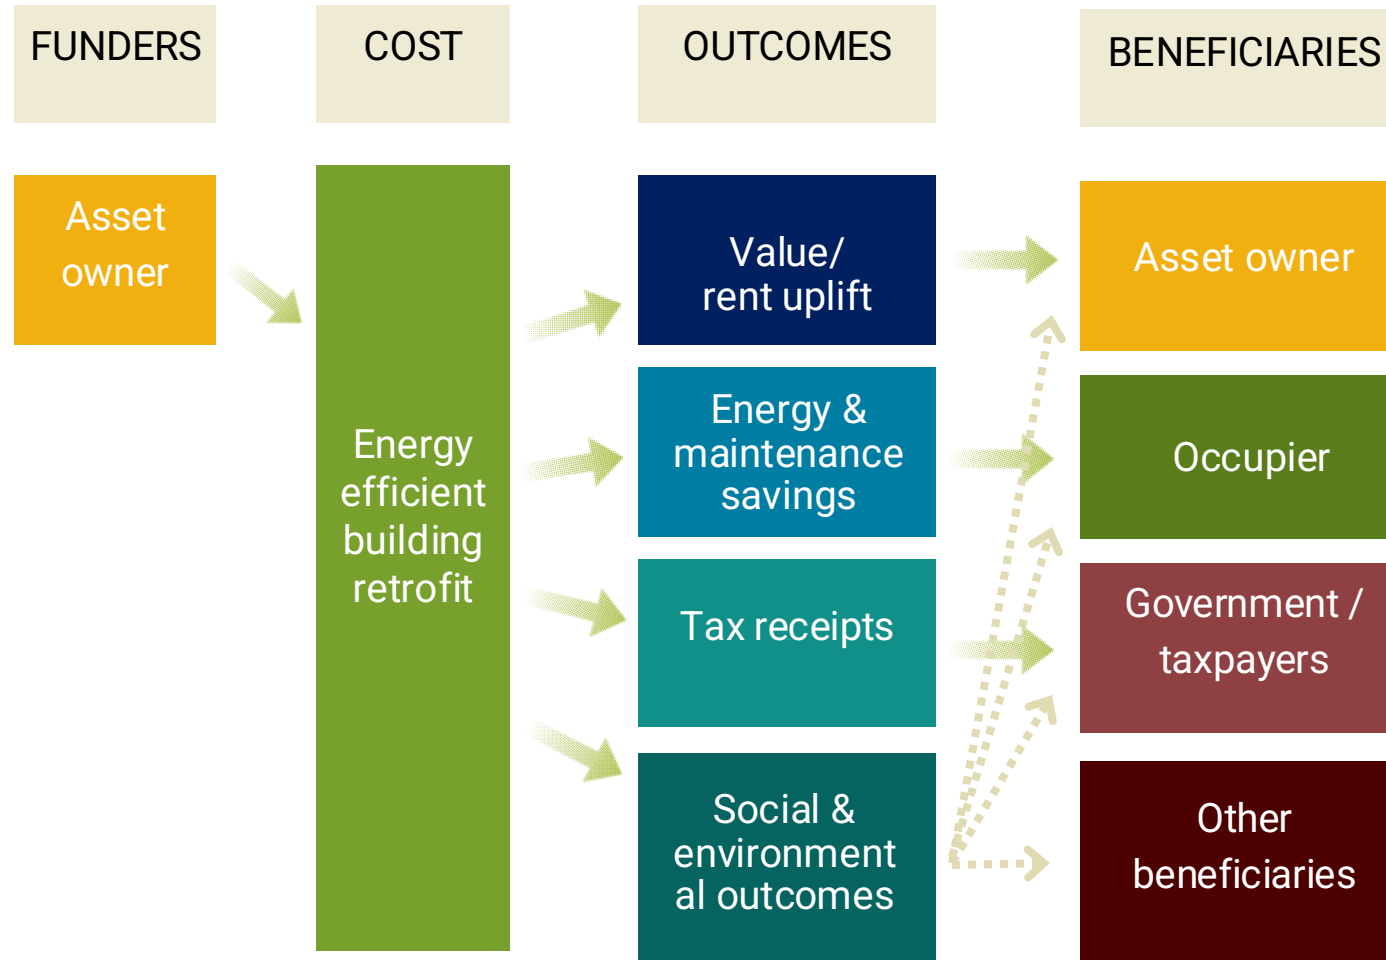 FUNDERS
COST
OUTCOMES
BENEFICIARIES
Asset
owner
Energy
efficient
building
retrofit
Value/
rent uplift
Energy &
maintenance
savings
Tax receipts
Social &
environment
al outcomes
Asset owner
Occupier
Government /
taxpayers
Other
beneficiaries